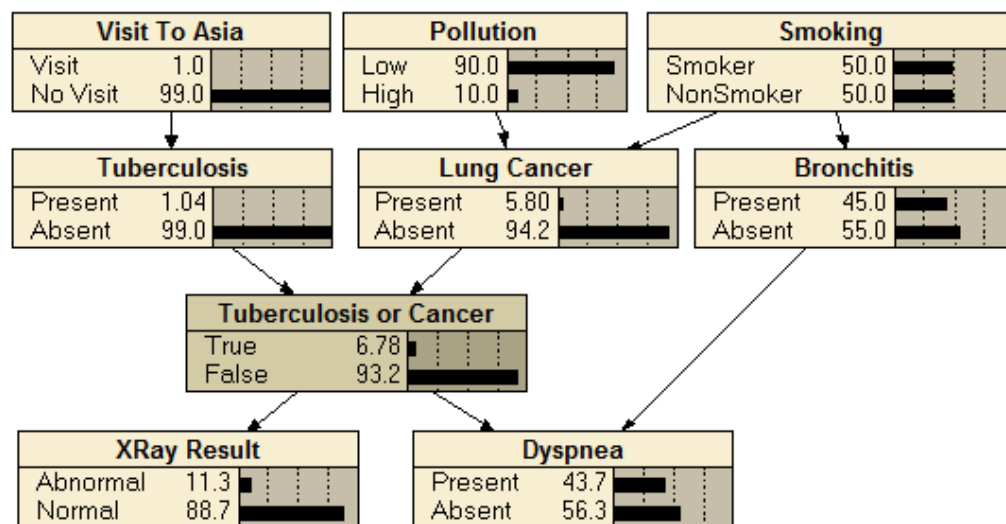 Visit To Asia
Visit 1.0
No Visit 99.0
Pollution
Low 90.0
High 10.0
Smoking
Smoker 50.0
NonSmoker 50.0
Tuberculosis
Present 1.04
Absent 99.0
Lung Cancer
Present 5.80
Absent 94.2
Bronchitis
Present 45.0
Absent 55.0
Tuberculosis or Cancer
True 6.78
False 93.2
XRay Result
Abnormal 11.3
Normal 88.7
Dyspnea
Present 43.7
Absent 56.3